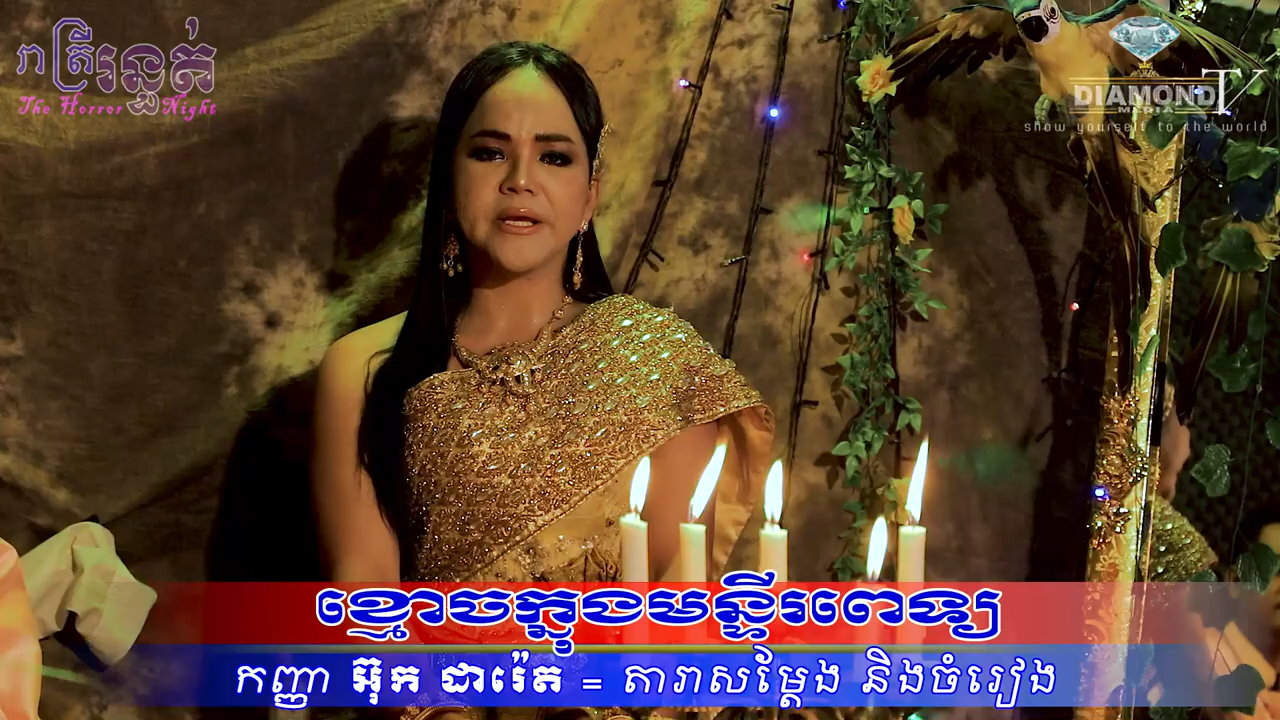 រាត្រីរន្ធត់
The Horror Night
DIAMOND TV
MEDIA
show yourself to the world
ខ្មោចក្នុងមន្ទីរពេទ្យ
កញ្ញា អ៊ុក ដារ៉េត = តារាសម្ដែង និងចំរៀង